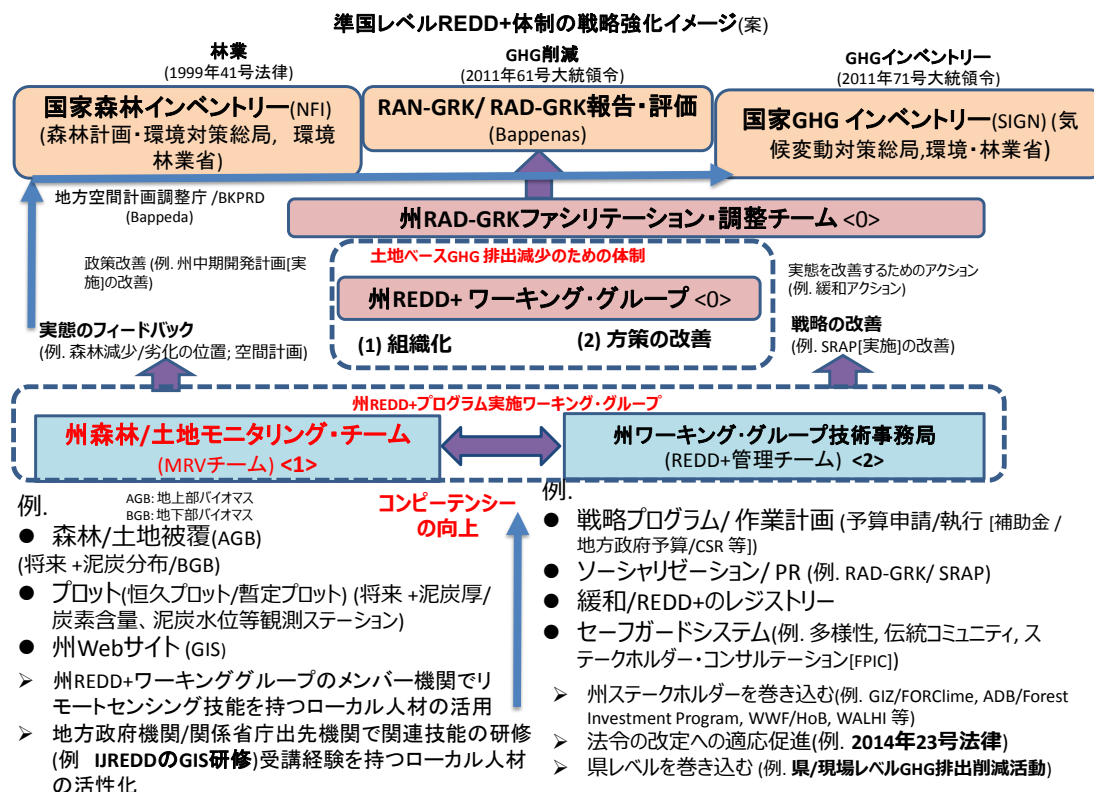 準国レベルREDD+体制の戦略強化イメージ(案)
林業
(1999年41号法律)
GHG削減
(2011年61号大統領令)
GHGインベントリー
(2011年71号大統領令)
国家森林インベントリー(NFI)
(森林計画・環境対策総局, 環境
林業省)
RAN-GRK/ RAD-GRK報告・評価
(Bappenas)
国家GHG インベントリー(SIGN) (気
候変動対策総局,環境・林業省)
地方空間計画調整庁 /BKPRD
(Bappeda)
州RAD-GRKファシリテーション・調整チーム <0>
土地ベースGHG 排出減少のための体制
政策改善 (例. 州中期開発計画[実
施]の改善)
州REDD+ ワーキング・グループ <0>
実態を改善するためのアクション
(例. 緩和アクション)
(1) 組織化
(2) 方策の改善
実態のフィードバック
(例. 森林減少/劣化の位置; 空間計画)
戦略の改善
(例. SRAP[実施]の改善)
州REDD+プログラム実施ワーキング・グループ
州森林/土地モニタリング・チーム
(MRVチーム) <1>
州ワーキング・グループ技術事務局
(REDD+管理チーム) <2>
例.
AGB: 地上部バイオマス
BGB: 地下部バイオマス
● 森林/土地被覆(AGB)
(将来 +泥炭分布/BGB)
● プロット(恒久プロット/暫定プロット) (将来 +泥炭厚/
炭素含量、泥炭水位等観測ステーション)
● 州Webサイト (GIS)
➢ 州REDD+ワーキンググループのメンバー機関でリ
モートセンシング技能を持つローカル人材の活用
➢ 地方政府機関/関係省庁出先機関で関連技能の研修
(例 IJREDDのGIS研修)受講経験を持つローカル人材
の活性化
コンピーテンシー
の向上
例.
● 戦略プログラム/ 作業計画 (予算申請/執行 [補助金 /
地方政府予算/CSR 等])
● ソーシャリゼーション/ PR (例. RAD-GRK/ SRAP)
● 緩和/REDD+のレジストリー
● セーフガードシステム(例. 多様性, 伝統コミュニティ, ス
テークホルダー・コンサルテーション[FPIC])
➢ 州ステークホルダーを巻き込む(例. GIZ/FORClime, ADB/Forest
Investment Program, WWF/HoB, WALHI 等)
➢ 法令の改定への適応促進(例. 2014年23号法律)
➢ 県レベルを巻き込む (例. 県/現場レベルGHG排出削減活動)